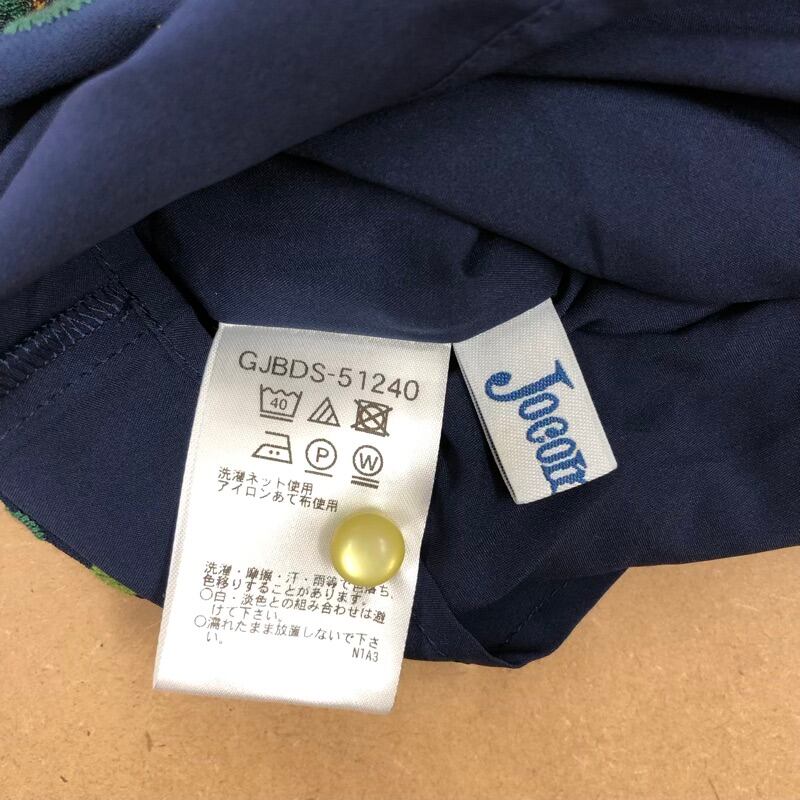 GJBDS-51240
40
P
W
洗濯ネット使用
アイロンあて布使用
洗濯・摩擦・汗・雨等で色落ち、
色移りすることがあります。
○白・淡色との組み合わせは避
けて下さい。
○濡れたまま放置しないで下さ
い。
N1A3
Jocom